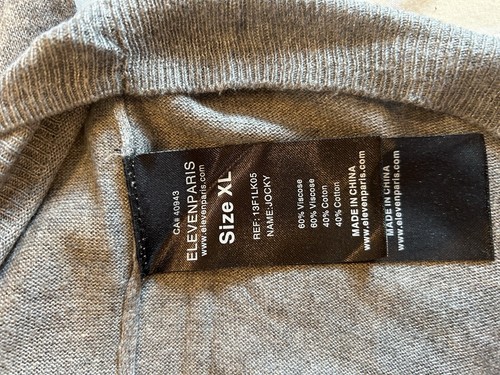 CA# 40943
ELEVENPARIS
www.elevenparis.com
Size XL
REF: 13F1LK05
NAME:JOCKY
60% Viscose
60% Viscose
40% Cotton
40% Cotton
MADE IN CHINA
www.elevenparis.com
MADE IN CHINA
www.elevenparis.com